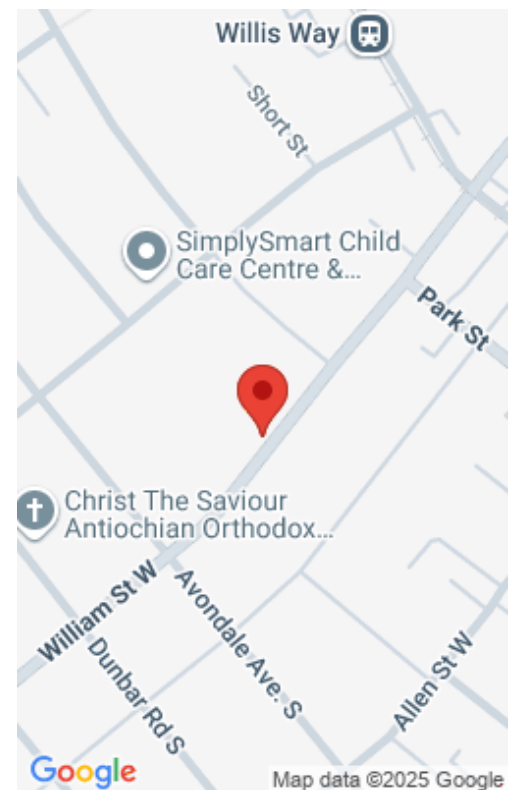 Willis Way
Short St
SimplySmart Child
Care Centre &...
Park St
Christ The Saviour
Antiochian Orthodox...
William St W
Avondale Ave. S
Dunbar Rd S
Allen St W
Google
Map data ©2025 Google